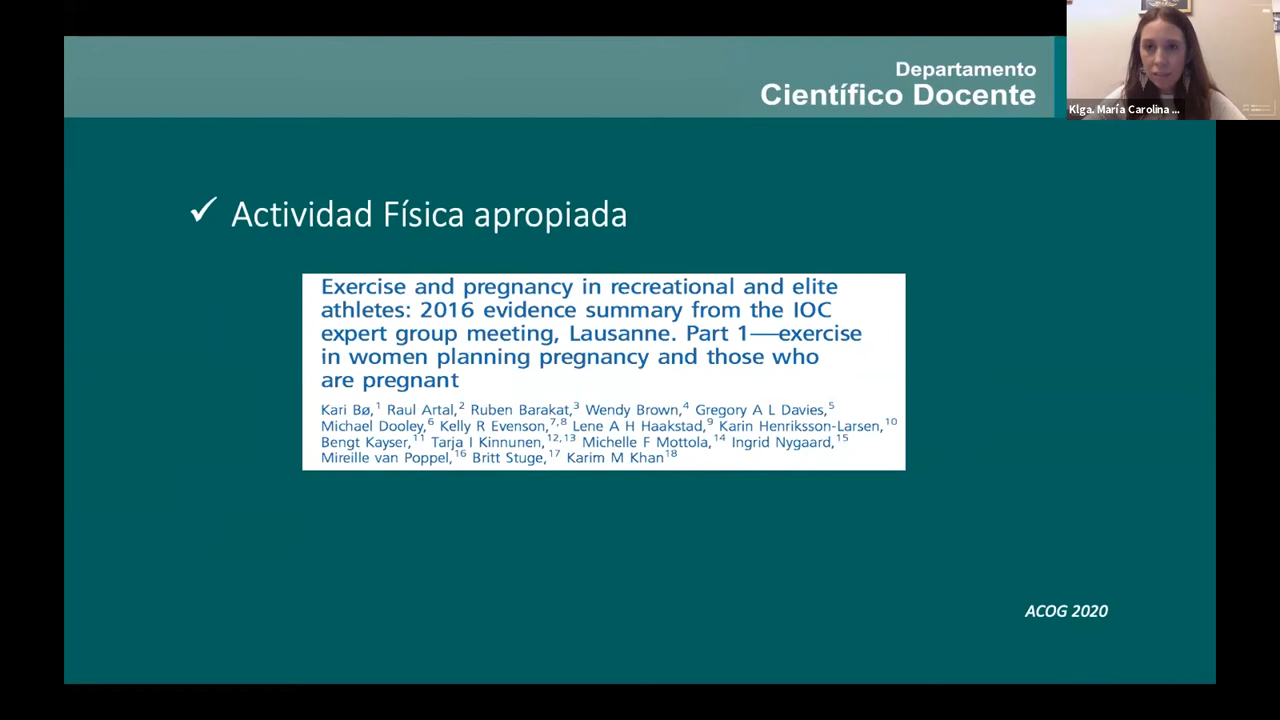 Departamento
Científico Docente
Klga. María Carolina ...
✓ Actividad Física apropiada
Exercise and pregnancy in recreational and elite
athletes: 2016 evidence summary from the IOC
expert group meeting, Lausanne. Part 1—exercise
in women planning pregnancy and those who
are pregnant
Kari Bø,1 Raul Artal,2 Ruben Barakat,3 Wendy Brown,4 Gregory A L Davies,5
Michael Dooley,6 Kelly R Evenson,7,8 Lene A H Haakstad,9 Karin Henriksson-Larsen,10
Bengt Kayser,11 Tarja I Kinnunen,12,13 Michelle F Mottola,14 Ingrid Nygaard,15
Mireille van Poppel,16 Britt Stuge,17 Karim M Khan18
ACOG 2020